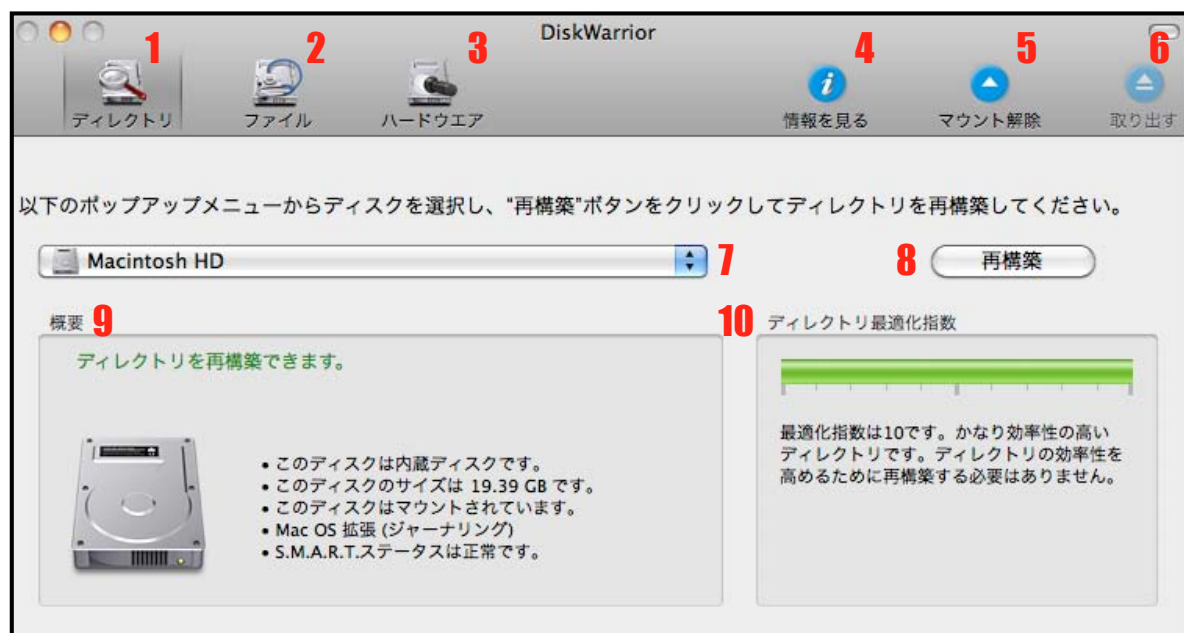 DiskWarrior
1 2 3 4 5 6
ディレクトリ ファイル ハードウエア 情報を見る マウント解除 取り出す
以下のポップアップメニューからディスクを選択し、"再構築"ボタンをクリックしてディレクトリを再構築してください。
Macintosh HD 7 8 再構築
概要 9 10 ディレクトリ最適化指数
ディレクトリを再構築できます。
• このディスクは内蔵ディスクです。
• このディスクのサイズは 19.39 GB です。
• このディスクはマウントされています。
• Mac OS 拡張 (ジャーナリング)
• S.M.A.R.T.ステータスは正常です。
最適化指数は10です。かなり効率性の高い
ディレクトリです。ディレクトリの効率性を
高めるために再構築する必要はありません。